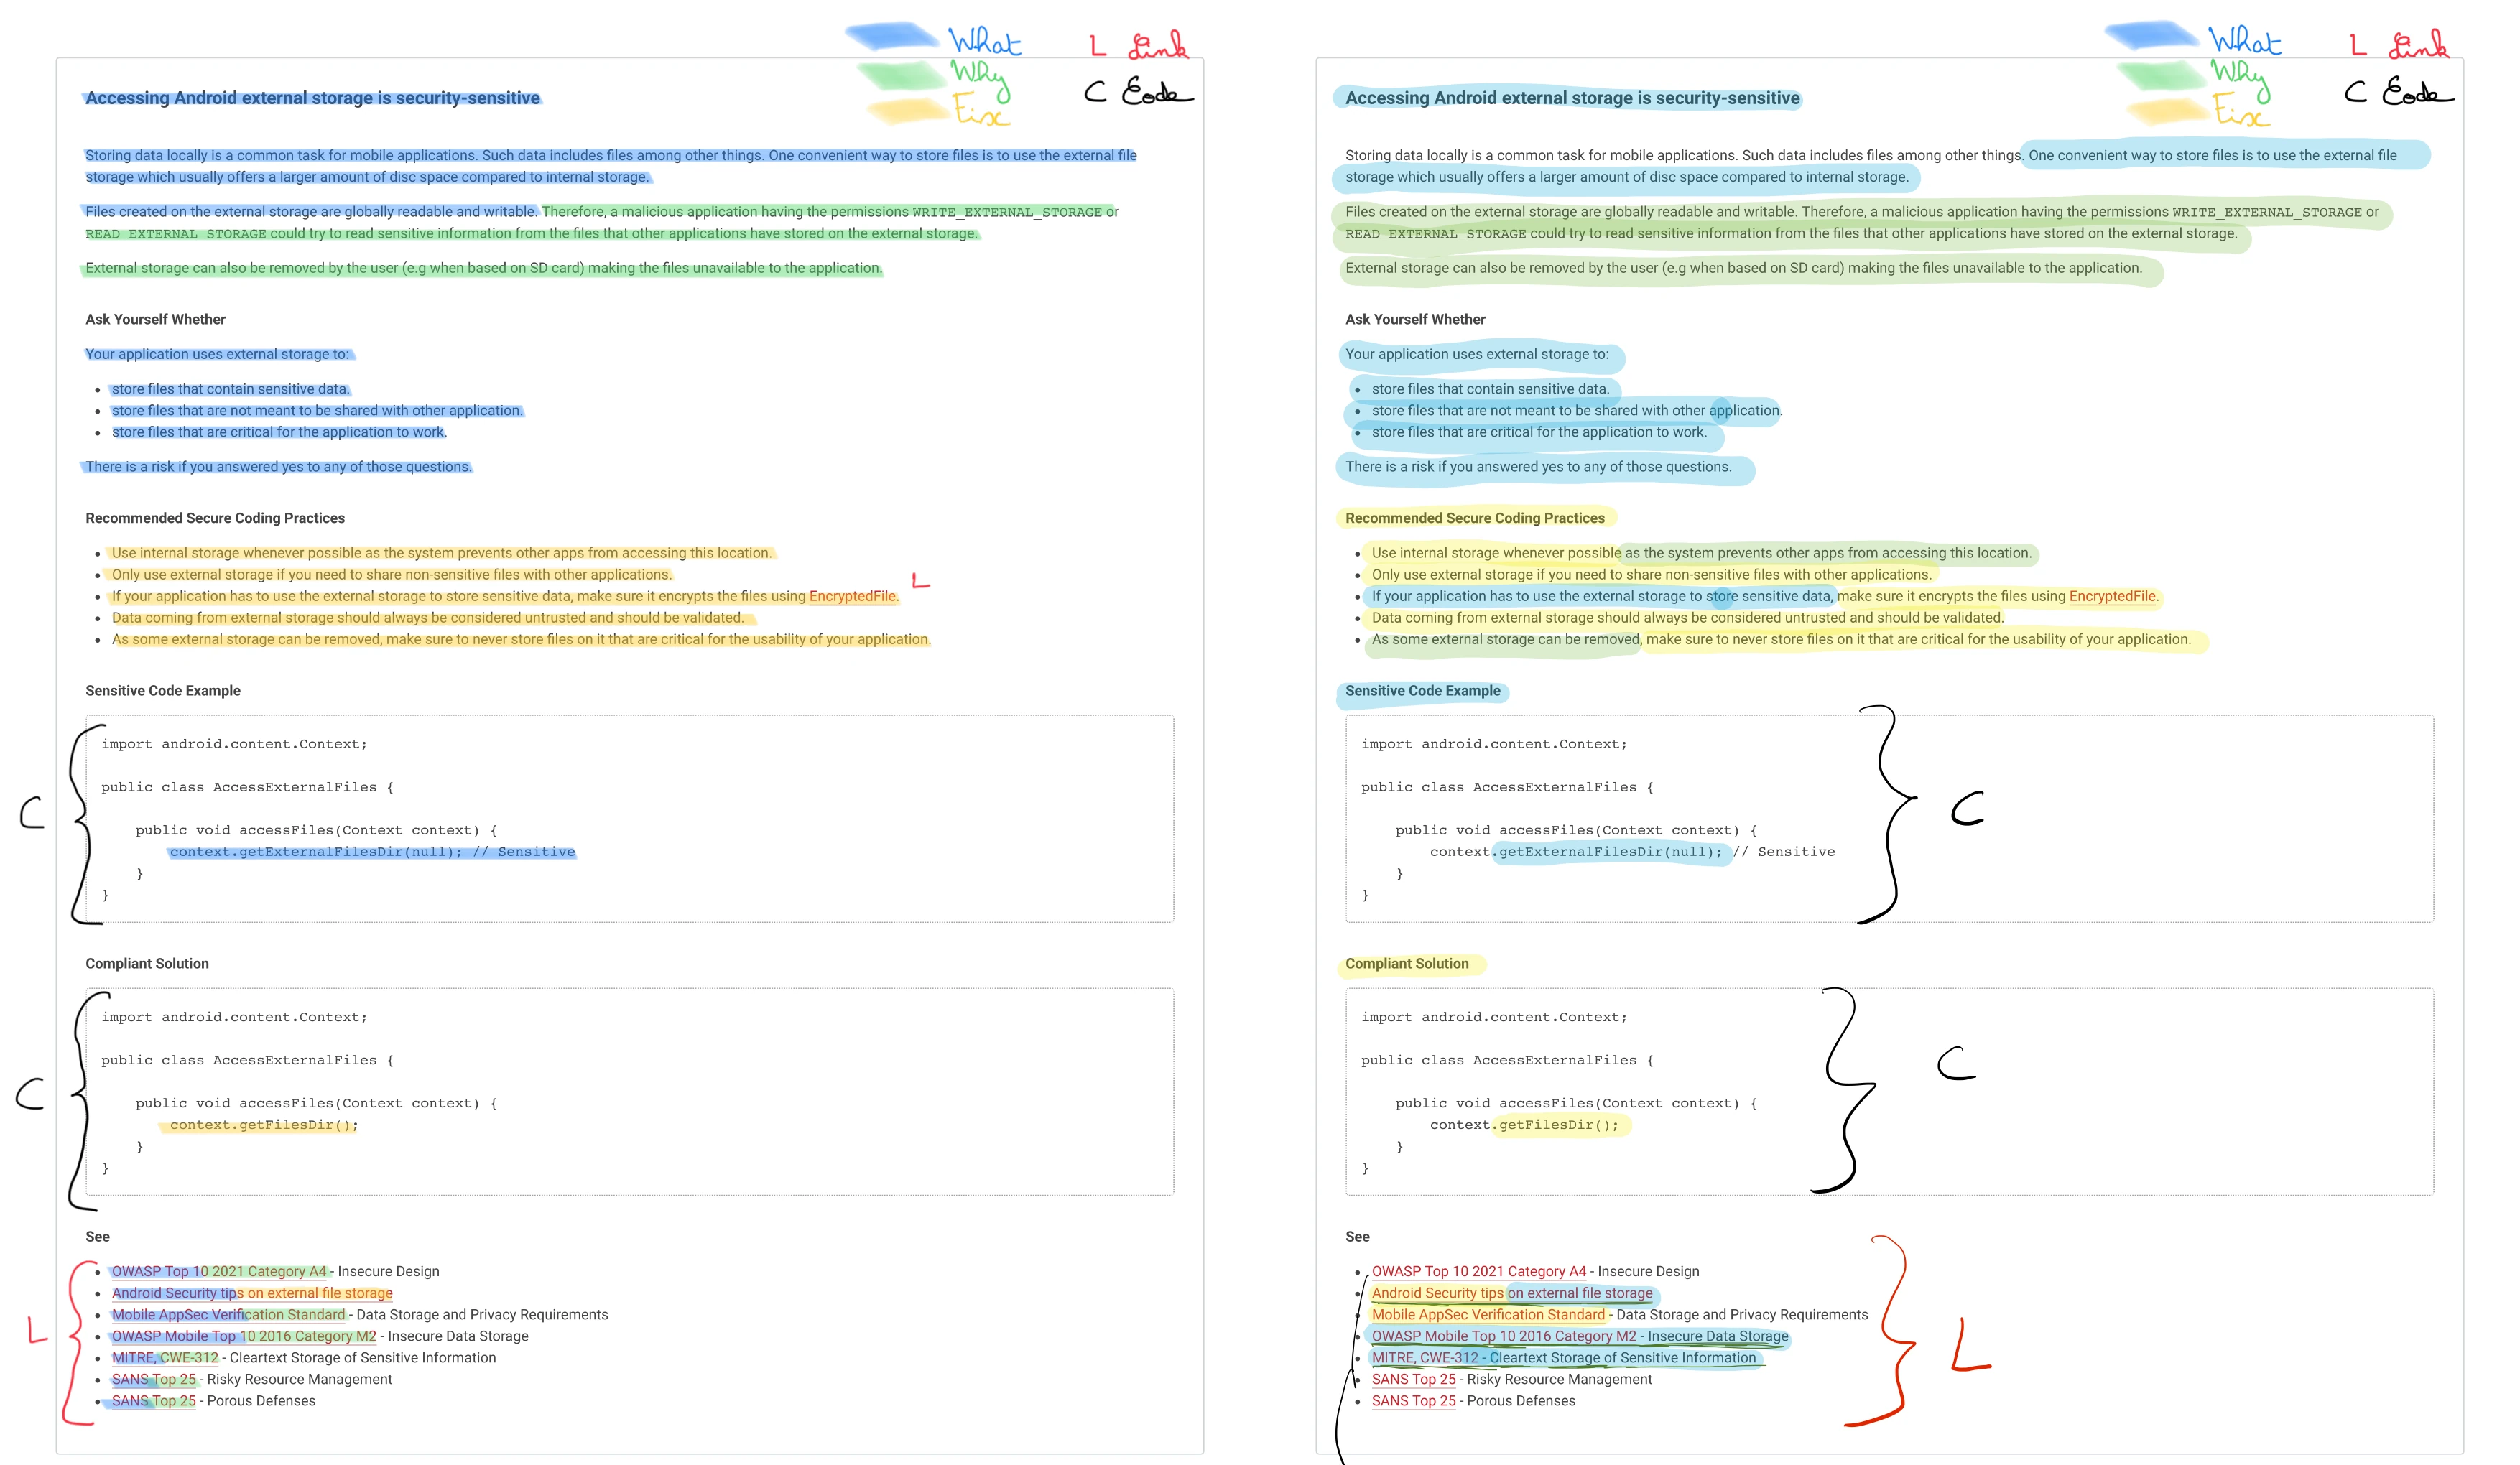 What
L Link
Why
C Code
Fix
Accessing Android external storage is security-sensitive
Storing data locally is a common task for mobile applications. Such data includes files among other things. One convenient way to store files is to use the external file
storage which usually offers a larger amount of disc space compared to internal storage.
Files created on the external storage are globally readable and writable. Therefore, a malicious application having the permissions WRITE_EXTERNAL_STORAGE or
READ_EXTERNAL_STORAGE could try to read sensitive information from the files that other applications have stored on the external storage.
External storage can also be removed by the user (e.g when based on SD card) making the files unavailable to the application.
Ask Yourself Whether
Your application uses external storage to:
• store files that contain sensitive data.
• store files that are not meant to be shared with other application.
• store files that are critical for the application to work.
There is a risk if you answered yes to any of those questions.
Recommended Secure Coding Practices
• Use internal storage whenever possible as the system prevents other apps from accessing this location.
• Only use external storage if you need to share non-sensitive files with other applications.
L
• If your application has to use the external storage to store sensitive data, make sure it encrypts the files using EncryptedFile.
• Data coming from external storage should always be considered untrusted and should be validated.
• As some external storage can be removed, make sure to never store files on it that are critical for the usability of your application.
Sensitive Code Example
C
import android.content.Context;
public class AccessExternalFiles {
public void accessFiles(Context context) {
context.getExternalFilesDir(null); // Sensitive
}
}
Compliant Solution
C
import android.content.Context;
public class AccessExternalFiles {
public void accessFiles(Context context) {
context.getFilesDir();
}
}
See
L
• OWASP Top 10 2021 Category A4 - Insecure Design
• Android Security tips on external file storage
• Mobile AppSec Verification Standard - Data Storage and Privacy Requirements
• OWASP Mobile Top 10 2016 Category M2 - Insecure Data Storage
• MITRE, CWE-312 - Cleartext Storage of Sensitive Information
• SANS Top 25 - Risky Resource Management
• SANS Top 25 - Porous Defenses
What
L Link
Why
C Code
Fix
Accessing Android external storage is security-sensitive
Storing data locally is a common task for mobile applications. Such data includes files among other things. One convenient way to store files is to use the external file
storage which usually offers a larger amount of disc space compared to internal storage.
Files created on the external storage are globally readable and writable. Therefore, a malicious application having the permissions WRITE_EXTERNAL_STORAGE or
READ_EXTERNAL_STORAGE could try to read sensitive information from the files that other applications have stored on the external storage.
External storage can also be removed by the user (e.g when based on SD card) making the files unavailable to the application.
Ask Yourself Whether
Your application uses external storage to:
• store files that contain sensitive data.
• store files that are not meant to be shared with other application.
• store files that are critical for the application to work.
There is a risk if you answered yes to any of those questions.
Recommended Secure Coding Practices
• Use internal storage whenever possible as the system prevents other apps from accessing this location.
• Only use external storage if you need to share non-sensitive files with other applications.
• If your application has to use the external storage to store sensitive data, make sure it encrypts the files using EncryptedFile.
• Data coming from external storage should always be considered untrusted and should be validated.
• As some external storage can be removed, make sure to never store files on it that are critical for the usability of your application.
Sensitive Code Example
import android.content.Context;
public class AccessExternalFiles {
public void accessFiles(Context context) {
context.getExternalFilesDir(null); // Sensitive
}
}
C
Compliant Solution
import android.content.Context;
public class AccessExternalFiles {
public void accessFiles(Context context) {
context.getFilesDir();
}
}
C
See
• OWASP Top 10 2021 Category A4 - Insecure Design
• Android Security tips on external file storage
• Mobile AppSec Verification Standard - Data Storage and Privacy Requirements
• OWASP Mobile Top 10 2016 Category M2 - Insecure Data Storage
• MITRE, CWE-312 - Cleartext Storage of Sensitive Information
• SANS Top 25 - Risky Resource Management
• SANS Top 25 - Porous Defenses
L